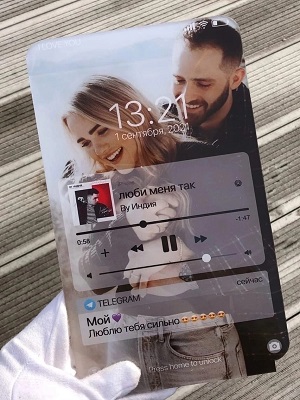 13:21
1 сентября, 2021
люби меня так
By Индия
0:58
-1:47
сейчас
TELEGRAM
Мой💜
Люблю тебя сильно😍😍😍😍😍
Press home to unlock